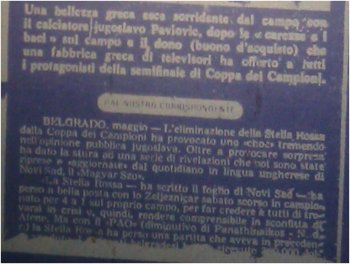 Una bellezza greca esce sorridente dal campo con
il calciatore jugoslavo Pavlovic, dopo le «carezze e i
baci» sul campo e il dono (buono d'acquisto) che
una fabbrica greca di televisori ha offerto a tutti
i protagonisti della semifinale di Coppa dei Campioni.
DAL NOSTRO CORRISPONDENTE
BELGRADO, maggio — L'eliminazione della Stella Rossa
dalla Coppa dei Campioni ha provocato uno «choc» tremendo
nell'opinione pubblica jugoslava. Oltre a provocare sorpresa
ha dato la stura ad una serie di rivelazioni che poi sono state
riprese e «aggiornate» dal quotidiano in lingua ungherese di
Novi Sad, il «Magyar Szo».
«La Stella Rossa — ha scritto il foglio di Novi Sad — ha
perso a bella posta con lo Zeljeznigar sabato scorso in campio-
nato per 4 a 1 sul proprio campo, per far credere a tutti di tro-
varsi in crisi e, quindi, rendere comprensibile la sconfitta di
Atene. Ma con il «PAO» (diminutivo di Panathinaikos - N. d.
r.) la Stella Rossa ha perso una partita che aveva in preceden-